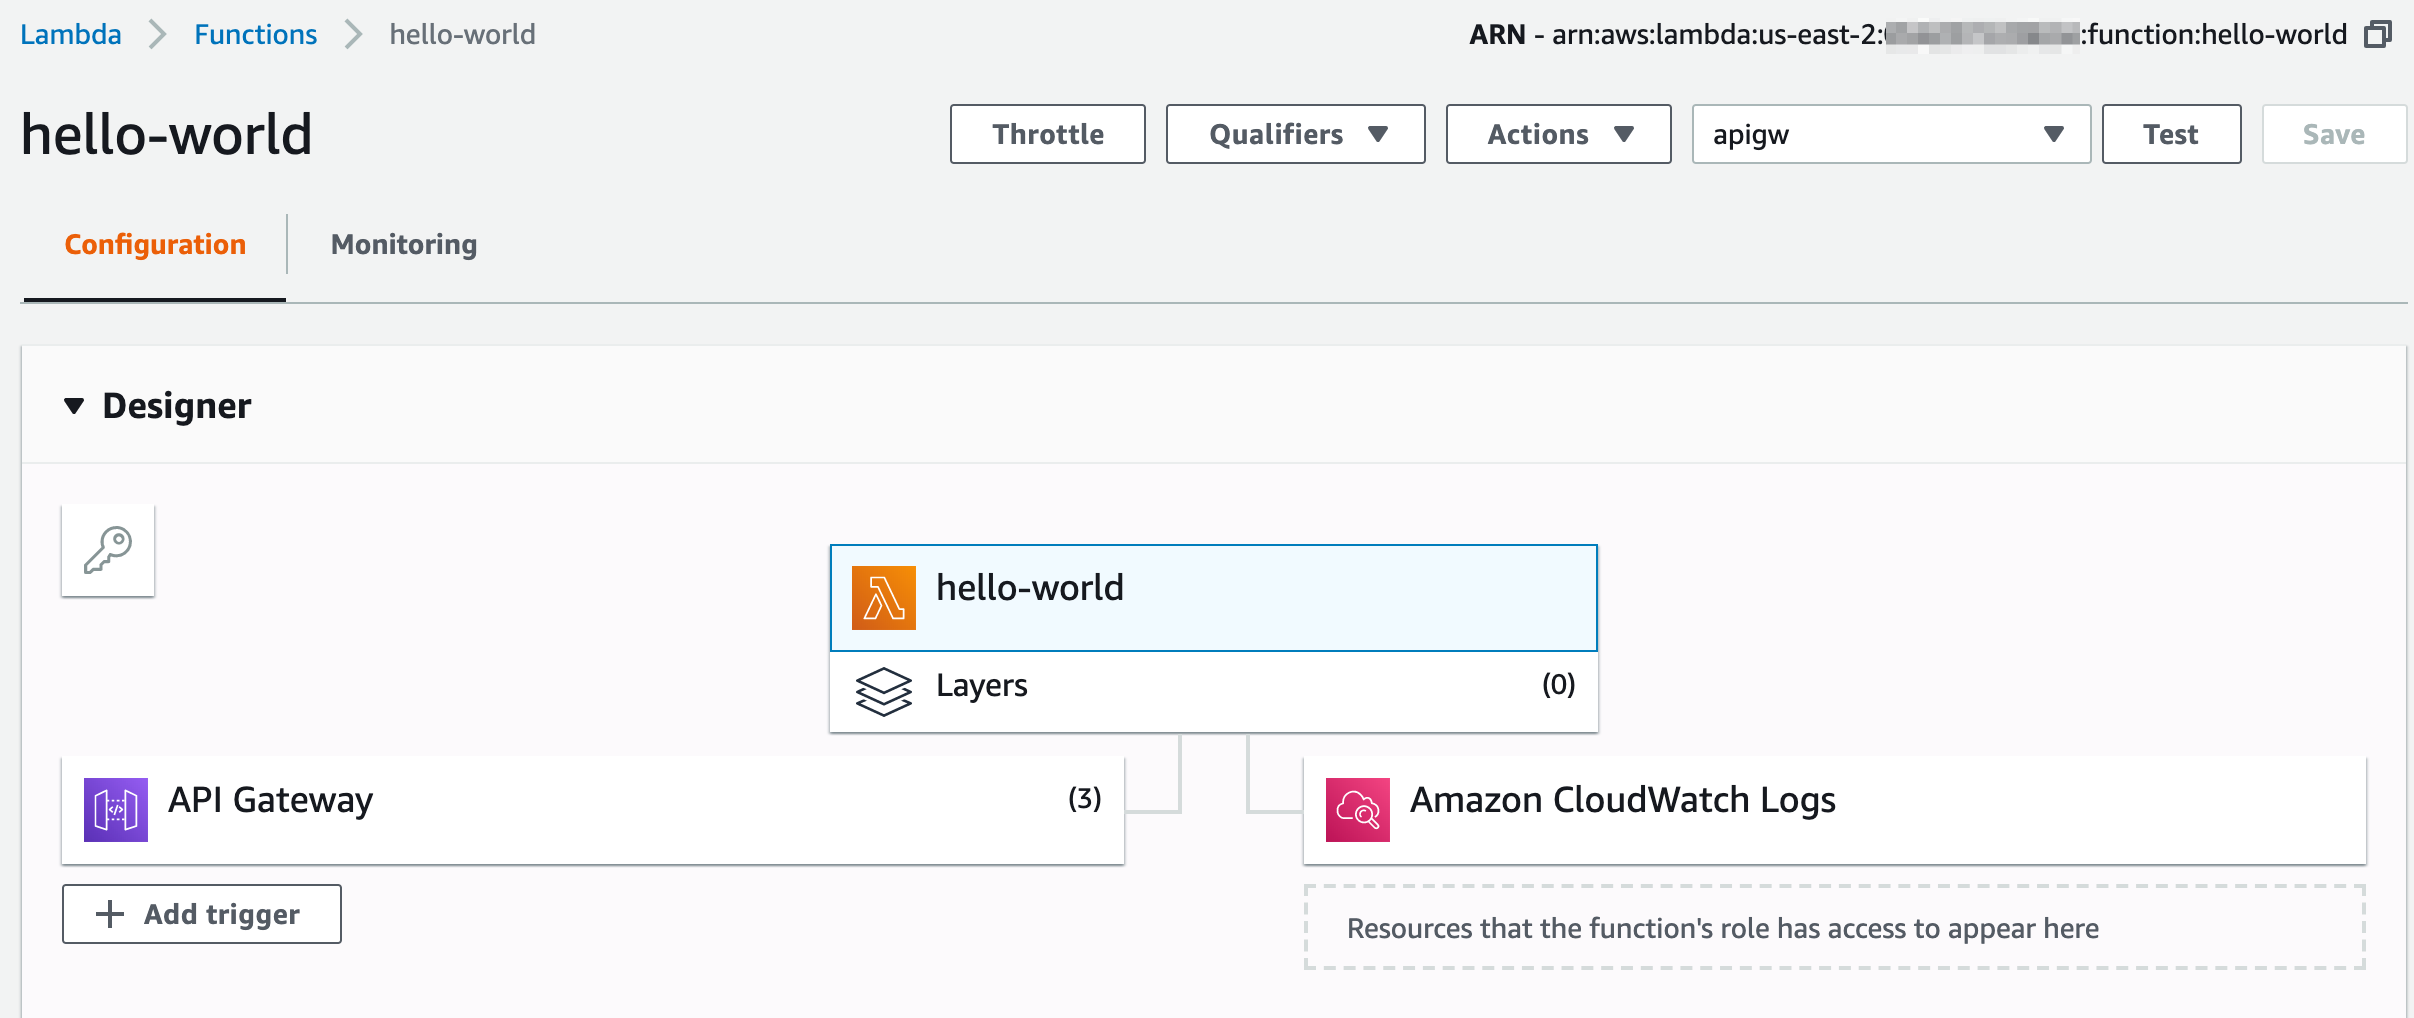 Lambda Functions hello-world
ARN - arn:aws:lambda:us-east-2: :function:hello-world
hello-world
Throttle Qualifiers Actions apigw Test Save
Configuration Monitoring
Designer
hello-world
Layers (0)
API Gateway (3)
Amazon CloudWatch Logs
Add trigger
Resources that the function's role has access to appear here